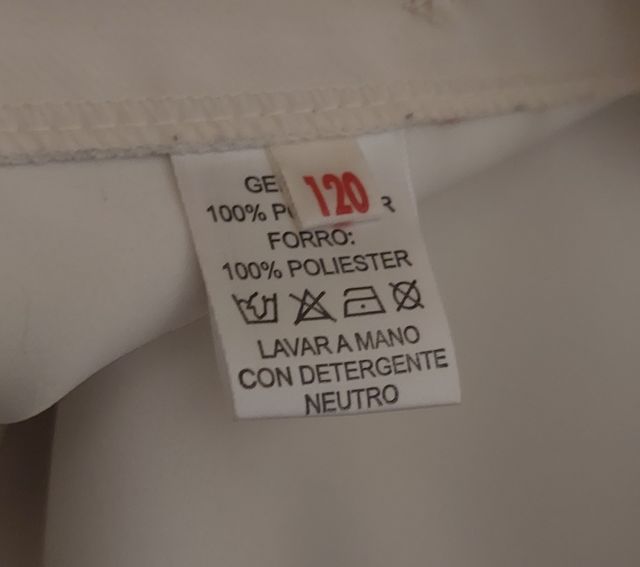 120
100%
FORRO:
100% POLIESTER
LAVAR A MANO
CON DETERGENTE
NEUTRO